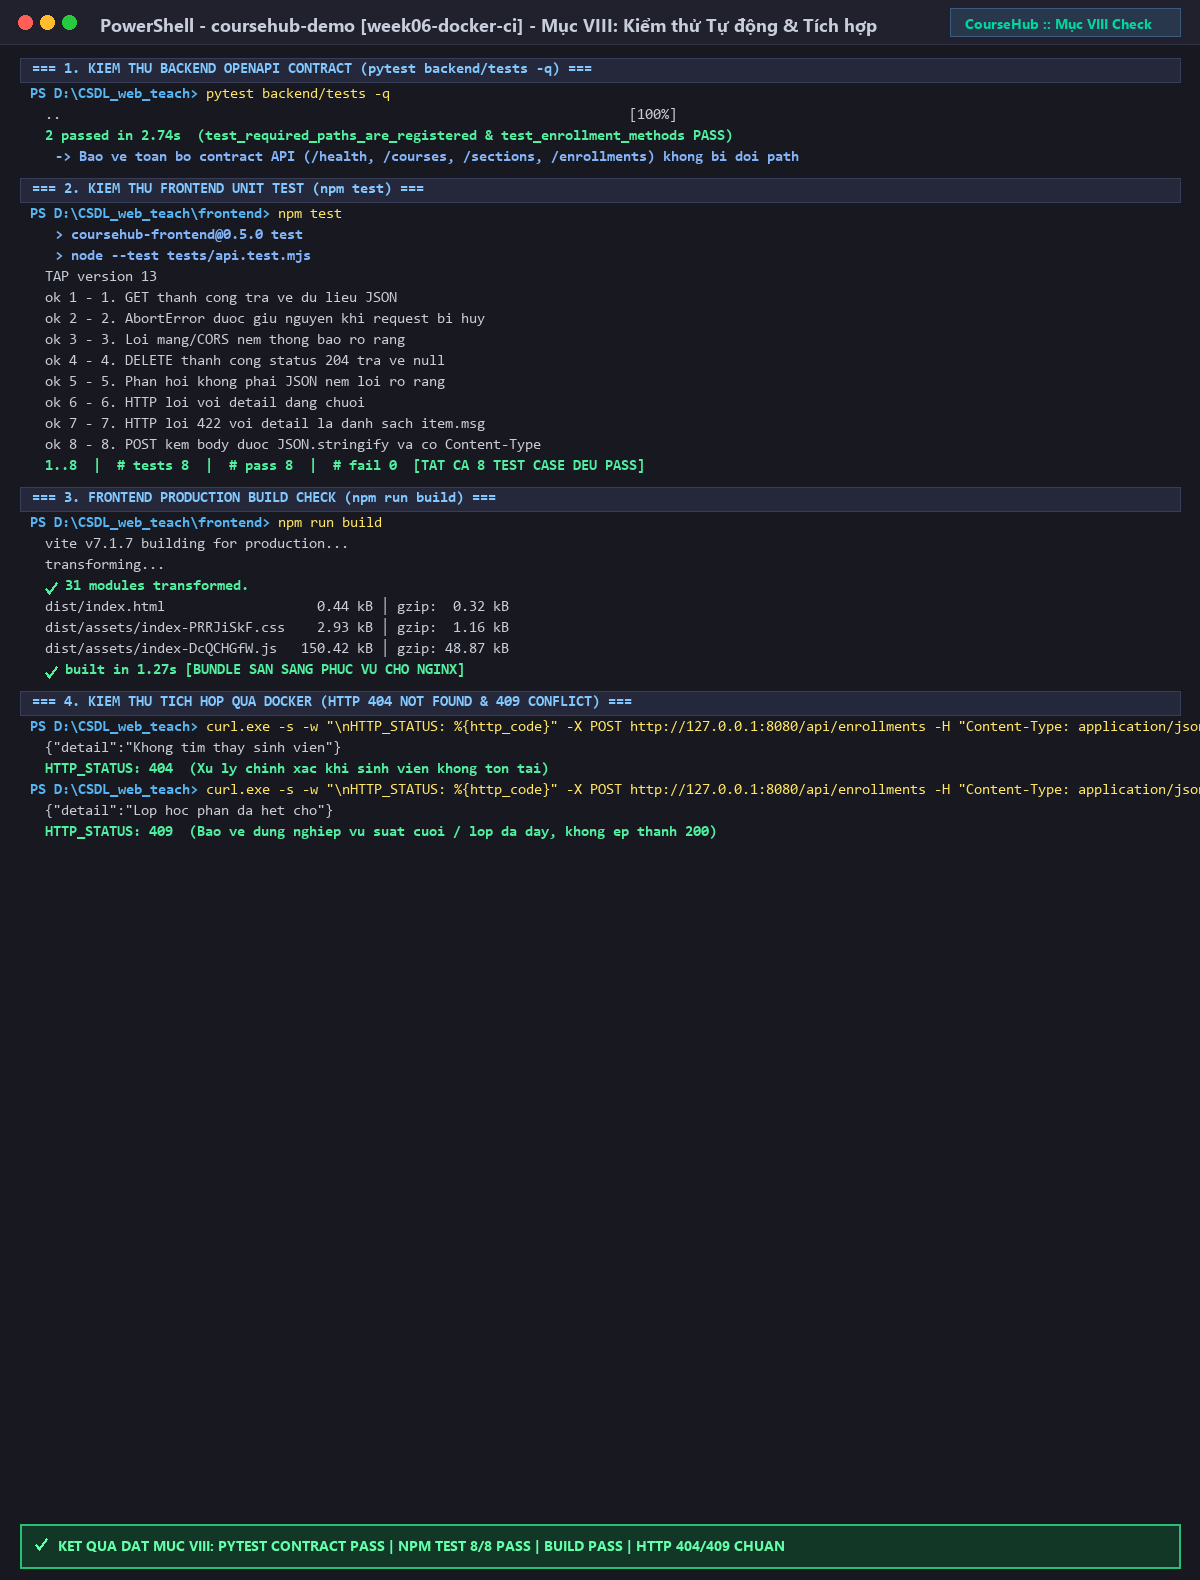 PowerShell - coursehub-demo [week06-docker-ci] - Mục VIII: Kiểm thử Tự động & Tích hợp
CourseHub :: Mục VIII Check
=== 1. KIEM THU BACKEND OPENAPI CONTRACT (pytest backend/tests -q) ===
PS D:\CSDL_web_teach> pytest backend/tests -q
.. [100%]
2 passed in 2.74s (test_required_paths_are_registered & test_enrollment_methods PASS)
-> Bao ve toan bo contract API (/health, /courses, /sections, /enrollments) khong bi doi path
=== 2. KIEM THU FRONTEND UNIT TEST (npm test) ===
PS D:\CSDL_web_teach\frontend> npm test
> coursehub-frontend@0.5.0 test
> node --test tests/api.test.mjs
TAP version 13
ok 1 - 1. GET thanh cong tra ve du lieu JSON
ok 2 - 2. AbortError duoc giu nguyen khi request bi huy
ok 3 - 3. Loi mang/CORS nem thong bao ro rang
ok 4 - 4. DELETE thanh cong status 204 tra ve null
ok 5 - 5. Phan hoi khong phai JSON nem loi ro rang
ok 6 - 6. HTTP loi voi detail dang chuoi
ok 7 - 7. HTTP loi 422 voi detail la danh sach item.msg
ok 8 - 8. POST kem body duoc JSON.stringify va co Content-Type
1..8 | # tests 8 | # pass 8 | # fail 0 [TAT CA 8 TEST CASE DEU PASS]
=== 3. FRONTEND PRODUCTION BUILD CHECK (npm run build) ===
PS D:\CSDL_web_teach\frontend> npm run build
vite v7.1.7 building for production...
transforming...
✓ 31 modules transformed.
dist/index.html 0.44 kB │ gzip: 0.32 kB
dist/assets/index-PRRJiSkF.css 2.93 kB │ gzip: 1.16 kB
dist/assets/index-DcQCHGfW.js 150.42 kB │ gzip: 48.87 kB
✓ built in 1.27s [BUNDLE SAN SANG PHUC VU CHO NGINX]
=== 4. KIEM THU TICH HOP QUA DOCKER (HTTP 404 NOT FOUND & 409 CONFLICT) ===
PS D:\CSDL_web_teach> curl.exe -s -w "\nHTTP_STATUS: %{http_code}" -X POST http://127.0.0.1:8080/api/enrollments -H "Content-Type: application/jso
{"detail":"Khong tim thay sinh vien"}
HTTP_STATUS: 404 (Xu ly chinh xac khi sinh vien khong ton tai)
PS D:\CSDL_web_teach> curl.exe -s -w "\nHTTP_STATUS: %{http_code}" -X POST http://127.0.0.1:8080/api/enrollments -H "Content-Type: application/jso
{"detail":"Lop hoc phan da het cho"}
HTTP_STATUS: 409 (Bao ve dung nghiep vu suat cuoi / lop da day, khong ep thanh 200)
✓ KET QUA DAT MUC VIII: PYTEST CONTRACT PASS | NPM TEST 8/8 PASS | BUILD PASS | HTTP 404/409 CHUAN